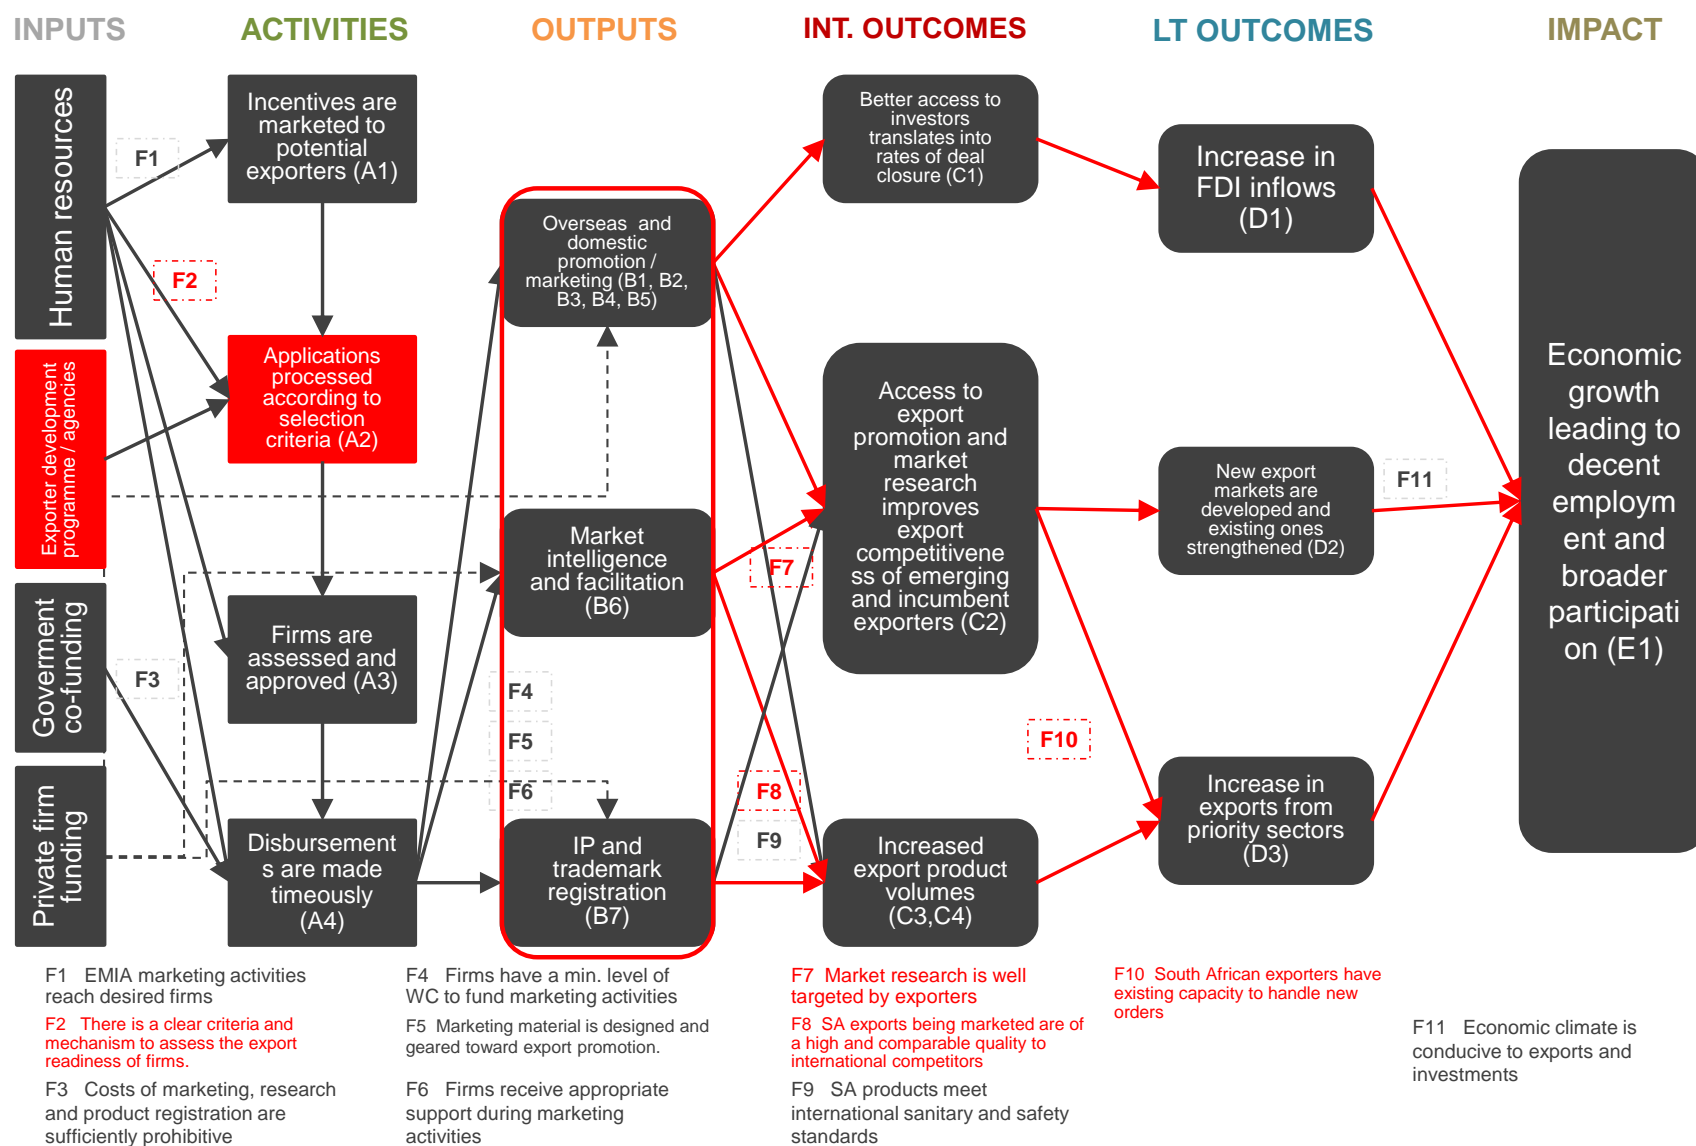 INPUTS
ACTIVITIES
OUTPUTS
INT. OUTCOMES
LT OUTCOMES
IMPACT
Human resources
Exporter development
programme / agencies
Government
co-funding
Private firm
funding
F1
F2
F3
Incentives are
marketed to
potential
exporters (A1)
Applications
processed
according to
selection
criteria (A2)
Firms are
assessed and
approved (A3)
Disbursement
s are made
timeously
(A4)
Overseas and
domestic
promotion /
marketing (B1, B2,
B3, B4, B5)
Market
intelligence
and facilitation
(B6)
F4
F5
F6
IP and
trademark
registration
(B7)
F7
F8
F9
Better access to
investors
translates into
rates of deal
closure (C1)
Access to
export
promotion and
market
research
improves
export
competitivene
ss of emerging
and incumbent
exporters (C2)
Increased
export product
volumes
(C3,C4)
F10
Increase in
FDI inflows
(D1)
New export
markets are
developed and
existing ones
strengthened (D2)
Increase in
exports from
priority sectors
(D3)
F11
Economic
growth
leading to
decent
employm
ent and
broader
participati
on (E1)
F1 EMIA marketing activities
reach desired firms
F2 There is a clear criteria and
mechanism to assess the export
readiness of firms.
F3 Costs of marketing, research
and product registration are
sufficiently prohibitive
F4 Firms have a min. level of
WC to fund marketing activities
F5 Marketing material is designed and
geared toward export promotion.
F6 Firms receive appropriate
support during marketing
activities
F7 Market research is well
targeted by exporters
F8 SA exports being marketed are of
a high and comparable quality to
international competitors
F9 SA products meet
international sanitary and safety
standards
F10 South African exporters have
existing capacity to handle new
orders
F11 Economic climate is
conducive to exports and
investments